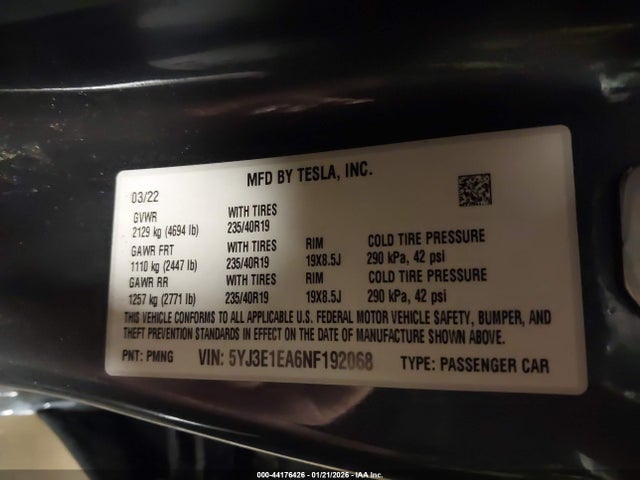 MFD BY TESLA, INC.
03/22
GVWR WITH TIRES
2129 kg (4694 lb) 235/40R19
GAWR FRT WITH TIRES RIM COLD TIRE PRESSURE
1110 kg (2447 lb) 235/40R19 19X8.5J 290 kPa, 42 psi
GAWR RR WITH TIRES RIM COLD TIRE PRESSURE
1257 kg (2771 lb) 235/40R19 19X8.5J 290 kPa, 42 psi
THIS VEHICLE CONFORMS TO ALL APPLICABLE U.S. FEDERAL MOTOR VEHICLE SAFETY, BUMPER, AND
THEFT PREVENTION STANDARDS IN EFFECT ON THE DATE OF MANUFACTURE SHOWN ABOVE.
PNT: PMNG VIN: 5YJ3E1EA6NF192068 TYPE: PASSENGER CAR
000-44176426 - 01/21/2026 - IAA Inc.